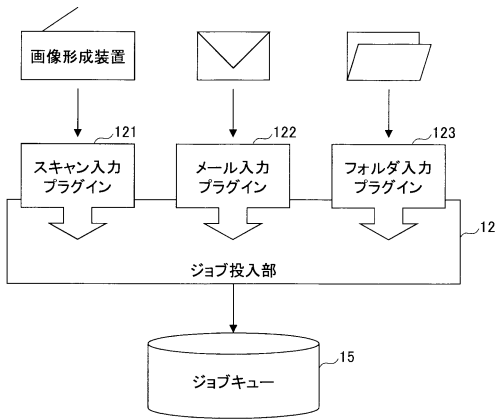 画像形成装置
121
122
123
スキャン入力
プラグイン
メール入力
プラグイン
フォルダ入力
プラグイン
12
ジョブ投入部
15
ジョブキュー